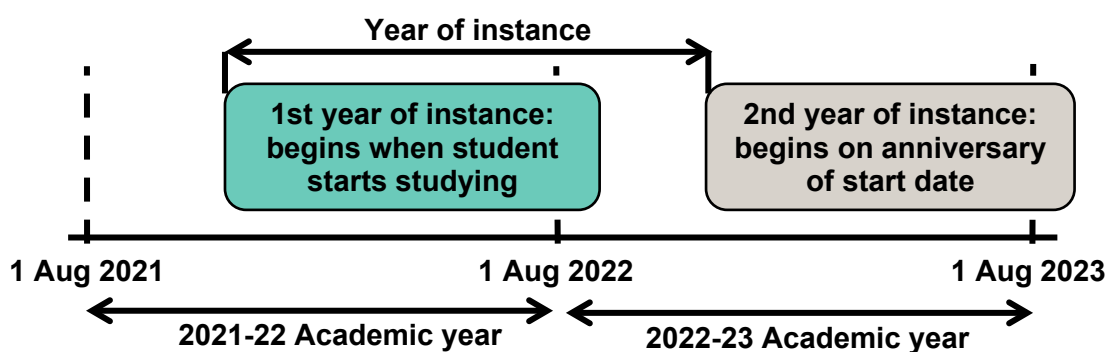 Year of instance
1st year of instance:
begins when student
starts studying
2nd year of instance:
begins on anniversary
of start date
1 Aug 2021
1 Aug 2022
1 Aug 2023
2021-22 Academic year
2022-23 Academic year